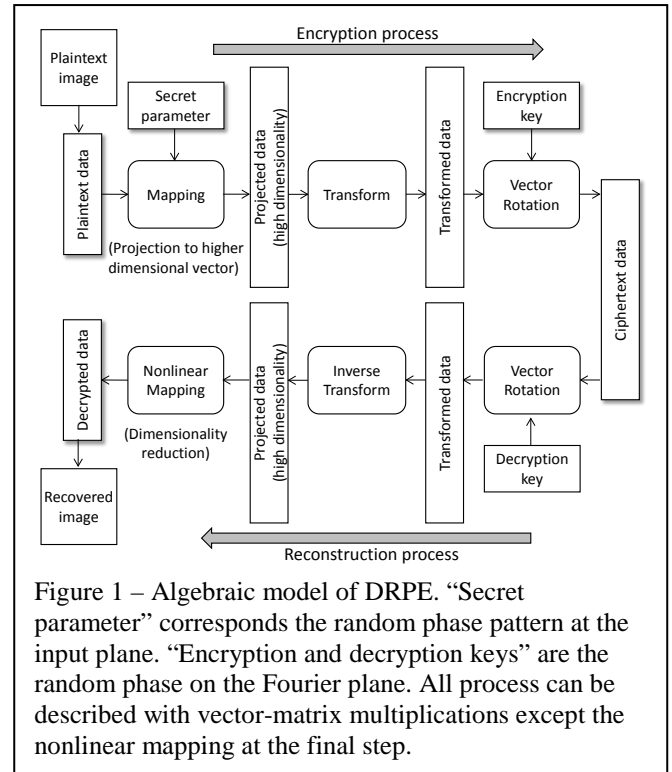 Encryption process
Plaintext
image
Secret
parameter
Encryption
key
Plaintext data
Mapping
(Projection to higher
dimensional vector)
Projected data
(high dimensionality)
Transform
Transformed data
Vector
Rotation
Ciphertext data
Decrypted data
Nonlinear
Mapping
(Dimensionality
reduction)
Projected data
(high dimensionality)
Inverse
Transform
Transformed data
Vector
Rotation
Recovered
image
Decryption
key
Reconstruction process
Figure 1 – Algebraic model of DRPE. “Secret
parameter” corresponds the random phase pattern at the
input plane. “Encryption and decryption keys” are the
random phase on the Fourier plane. All process can be
described with vector-matrix multiplications except the
nonlinear mapping at the final step.